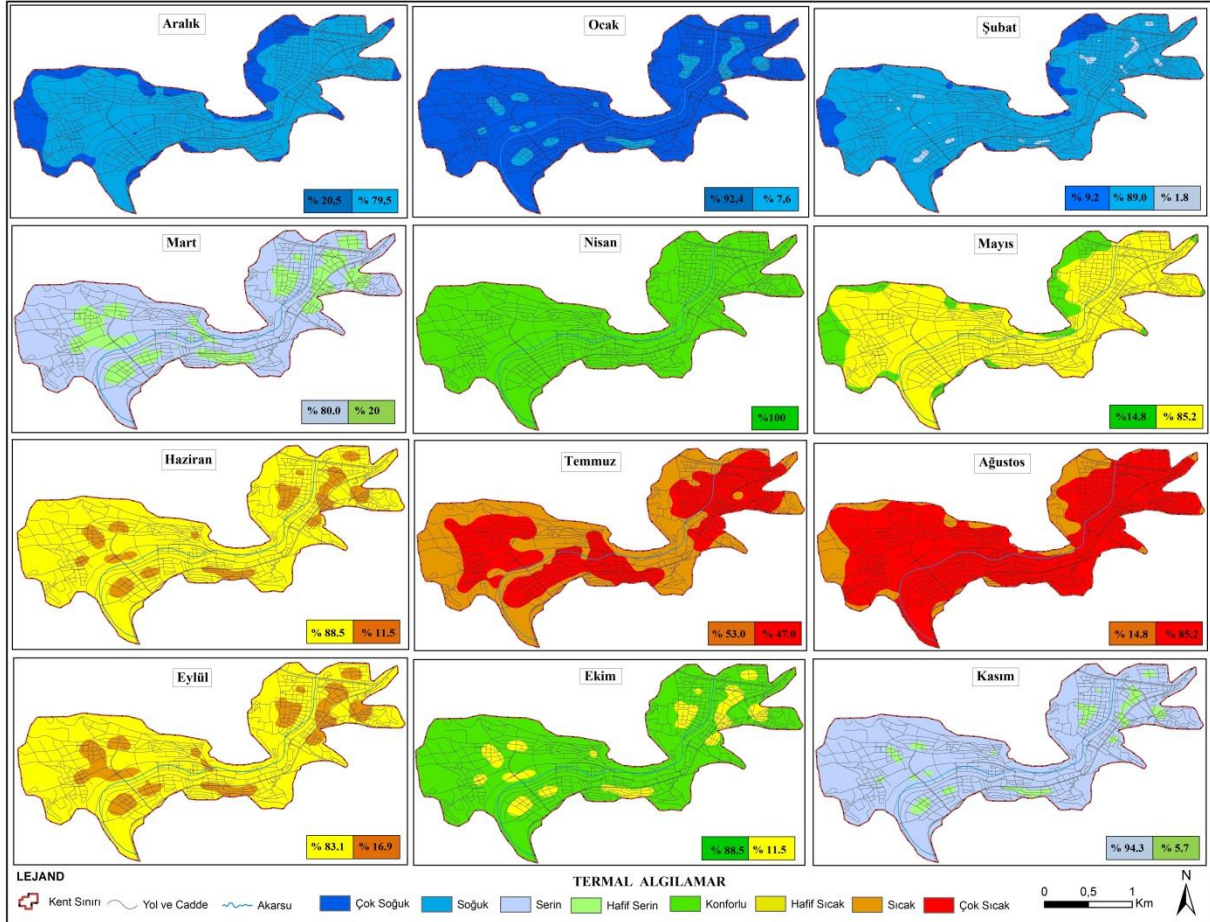 Aralık
% 20,5 % 79,5
Ocak
% 92,4 % 7,6
Şubat
% 9.2 % 89.0 % 1.8
Mart
% 80.0 % 20
Nisan
%100
Mayıs
%14.8 % 85.2
Haziran
% 88.5 % 11.5
Temmuz
% 53.0 % 47.0
Ağustos
% 14.8 % 85.2
Eylül
% 83.1 % 16.9
Ekim
% 88.5 % 11.5
Kasım
% 94.3 % 5.7
LEJAND
TERMAL ALGILAMAR
Kent Sınırı Yol ve Cadde Akarsu Çok Soğuk Soğuk Serin Hafif Serin Konforlu Hafif Sıcak Sıcak Çok Sıcak
0 0,5 1
Km
N